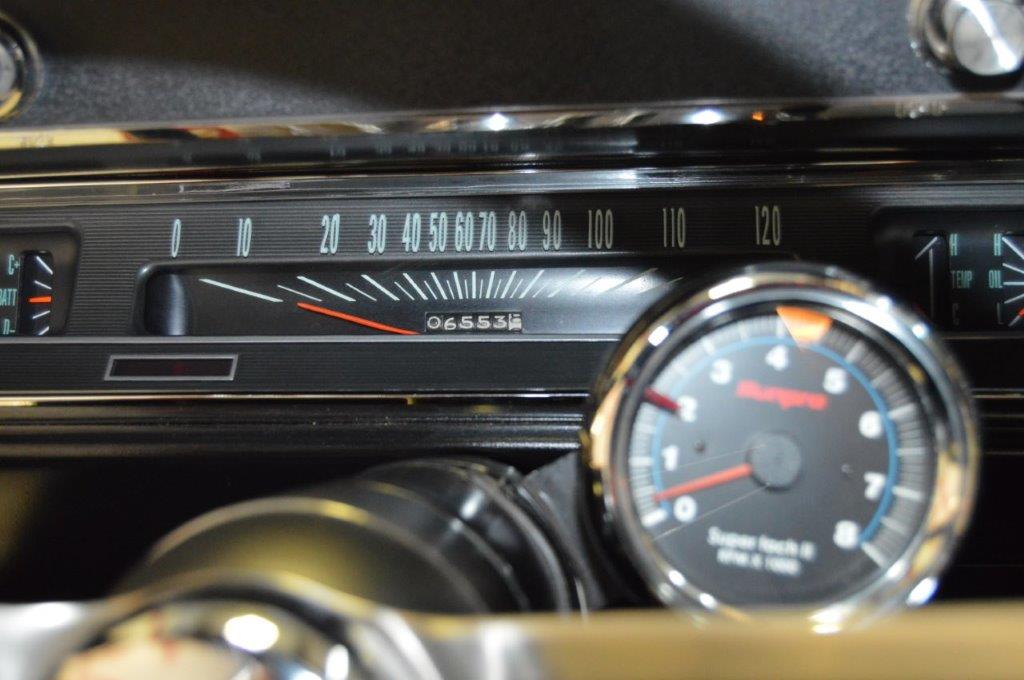 0 10 20 30 40 50 60 70 80 90 100 110 120
C+
BATT
D-
06553
H
TEMP
C
H
OIL
4
3 5
2 6
1 7
0 8
Sunpro
Super Tach II
RPM X 1000